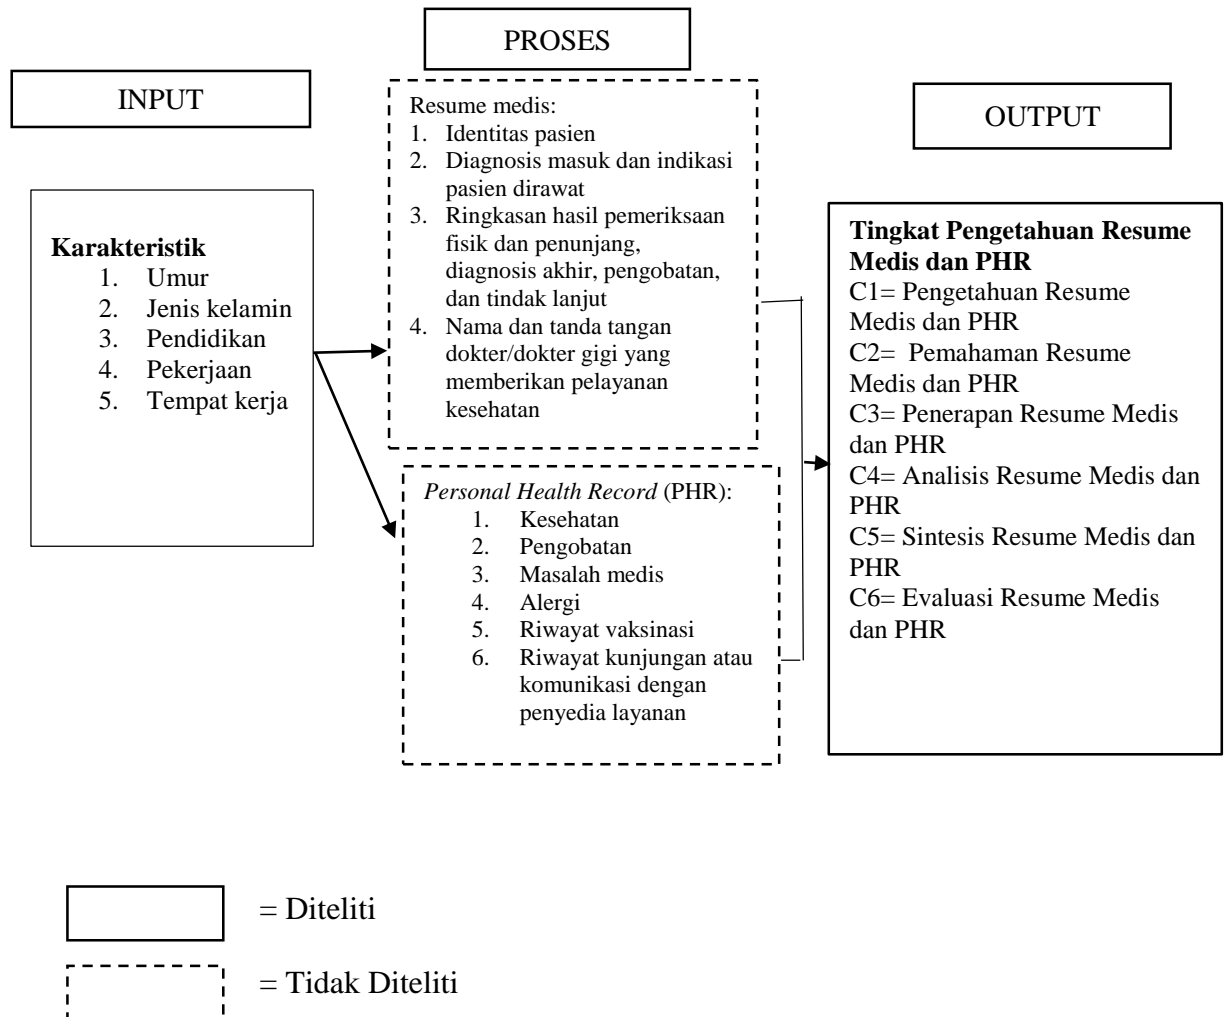 PROSES
INPUT
OUTPUT
Karakteristik
1. Umur
2. Jenis kelamin
3. Pendidikan
4. Pekerjaan
5. Tempat kerja
Resume medis:
1. Identitas pasien
2. Diagnosis masuk dan indikasi
pasien dirawat
3. Ringkasan hasil pemeriksaan
fisik dan penunjang,
diagnosis akhir, pengobatan,
dan tindak lanjut
4. Nama dan tanda tangan
dokter/dokter gigi yang
memberikan pelayanan
kesehatan
Personal Health Record (PHR):
1. Kesehatan
2. Pengobatan
3. Masalah medis
4. Alergi
5. Riwayat vaksinasi
6. Riwayat kunjungan atau
komunikasi dengan
penyedia layanan
Tingkat Pengetahuan Resume
Medis dan PHR
C1= Pengetahuan Resume
Medis dan PHR
C2= Pemahaman Resume
Medis dan PHR
C3= Penerapan Resume Medis
dan PHR
C4= Analisis Resume Medis dan
PHR
C5= Sintesis Resume Medis dan
PHR
C6= Evaluasi Resume Medis
dan PHR
= Diteliti
= Tidak Diteliti